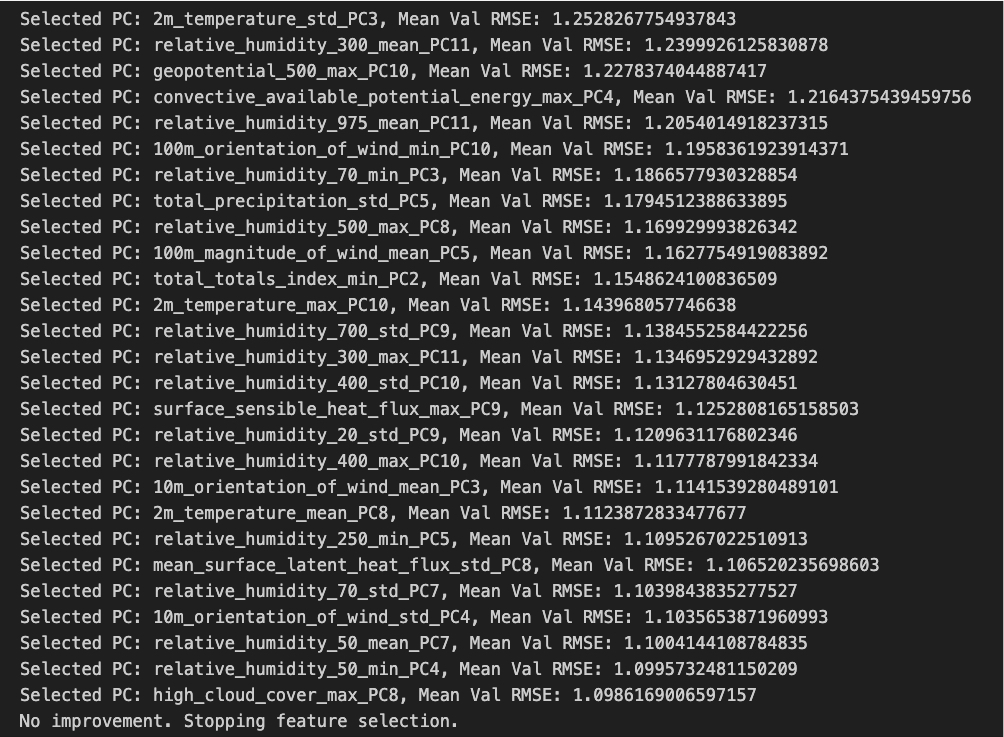 Selected PC: 2m_temperature_std_PC3, Mean Val RMSE: 1.2528267754937843
Selected PC: relative_humidity_300_mean_PC11, Mean Val RMSE: 1.2399926125830878
Selected PC: geopotential_500_max_PC10, Mean Val RMSE: 1.2278374044887417
Selected PC: convective_available_potential_energy_max_PC4, Mean Val RMSE: 1.2164375439459756
Selected PC: relative_humidity_975_mean_PC11, Mean Val RMSE: 1.2054014918237315
Selected PC: 100m_orientation_of_wind_min_PC10, Mean Val RMSE: 1.1958361923914371
Selected PC: relative_humidity_70_min_PC3, Mean Val RMSE: 1.1866577930328854
Selected PC: total_precipitation_std_PC5, Mean Val RMSE: 1.1794512388633895
Selected PC: relative_humidity_500_max_PC8, Mean Val RMSE: 1.169929993826342
Selected PC: 100m_magnitude_of_wind_mean_PC5, Mean Val RMSE: 1.1627754919083892
Selected PC: total_totals_index_min_PC2, Mean Val RMSE: 1.1548624100836509
Selected PC: 2m_temperature_max_PC10, Mean Val RMSE: 1.143968057746638
Selected PC: relative_humidity_700_std_PC9, Mean Val RMSE: 1.1384552584422256
Selected PC: relative_humidity_300_max_PC11, Mean Val RMSE: 1.1346952929432892
Selected PC: relative_humidity_400_std_PC10, Mean Val RMSE: 1.13127804630451
Selected PC: surface_sensible_heat_flux_max_PC9, Mean Val RMSE: 1.1252808165158503
Selected PC: relative_humidity_20_std_PC9, Mean Val RMSE: 1.1209631176802346
Selected PC: relative_humidity_400_max_PC10, Mean Val RMSE: 1.1177787991842334
Selected PC: 10m_orientation_of_wind_mean_PC3, Mean Val RMSE: 1.1141539280489101
Selected PC: 2m_temperature_mean_PC8, Mean Val RMSE: 1.1123872833477677
Selected PC: relative_humidity_250_min_PC5, Mean Val RMSE: 1.1095267022510913
Selected PC: mean_surface_latent_heat_flux_std_PC8, Mean Val RMSE: 1.106520235698603
Selected PC: relative_humidity_70_std_PC7, Mean Val RMSE: 1.1039843835277527
Selected PC: 10m_orientation_of_wind_std_PC4, Mean Val RMSE: 1.1035653871960993
Selected PC: relative_humidity_50_mean_PC7, Mean Val RMSE: 1.1004144108784835
Selected PC: relative_humidity_50_min_PC4, Mean Val RMSE: 1.0995732481150209
Selected PC: high_cloud_cover_max_PC8, Mean Val RMSE: 1.0986169006597157
No improvement. Stopping feature selection.